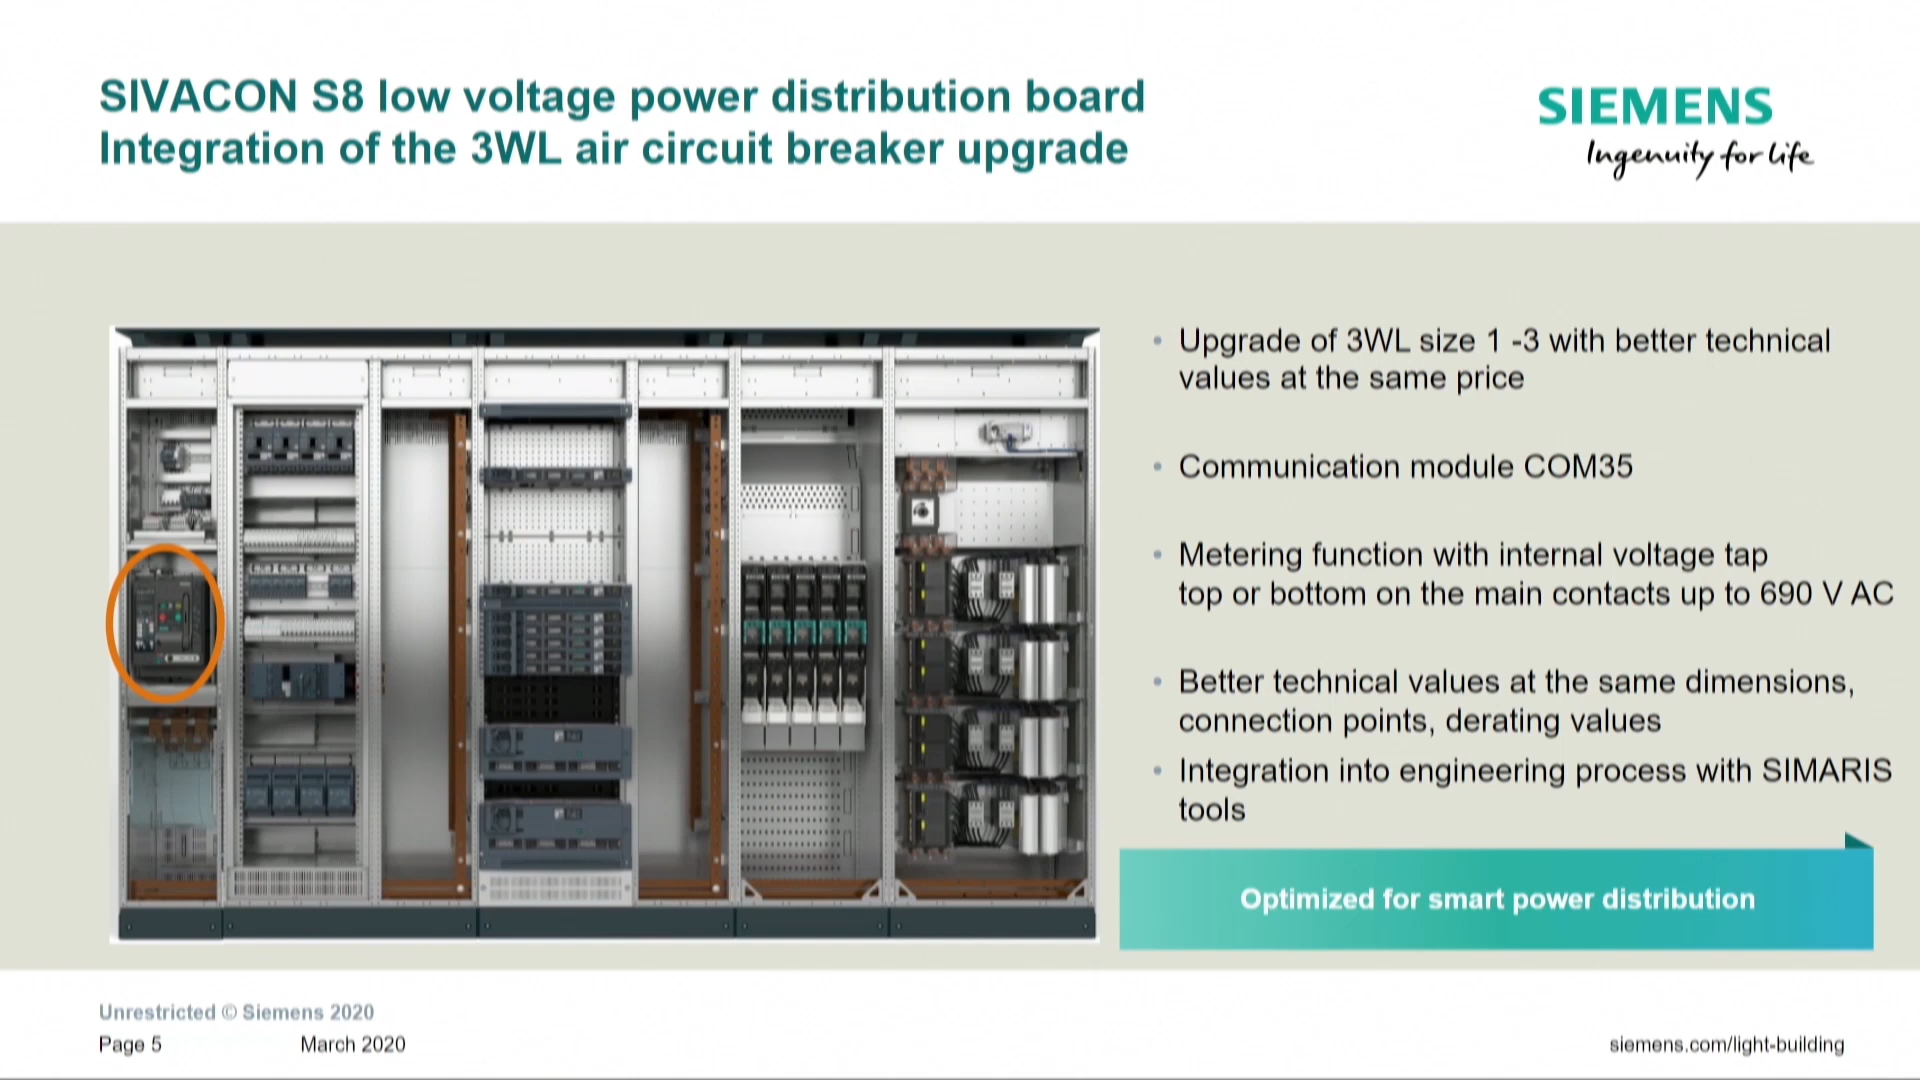 SIVACON S8 low voltage power distribution board
Integration of the 3WL air circuit breaker upgrade
SIEMENS
Ingenuity for life
• Upgrade of 3WL size 1 -3 with better technical
values at the same price
• Communication module COM35
• Metering function with internal voltage tap
top or bottom on the main contacts up to 690 V AC
• Better technical values at the same dimensions,
connection points, derating values
• Integration into engineering process with SIMARIS
tools
Optimized for smart power distribution
Unrestricted © Siemens 2020
Page 5 March 2020
siemens.com/light-building